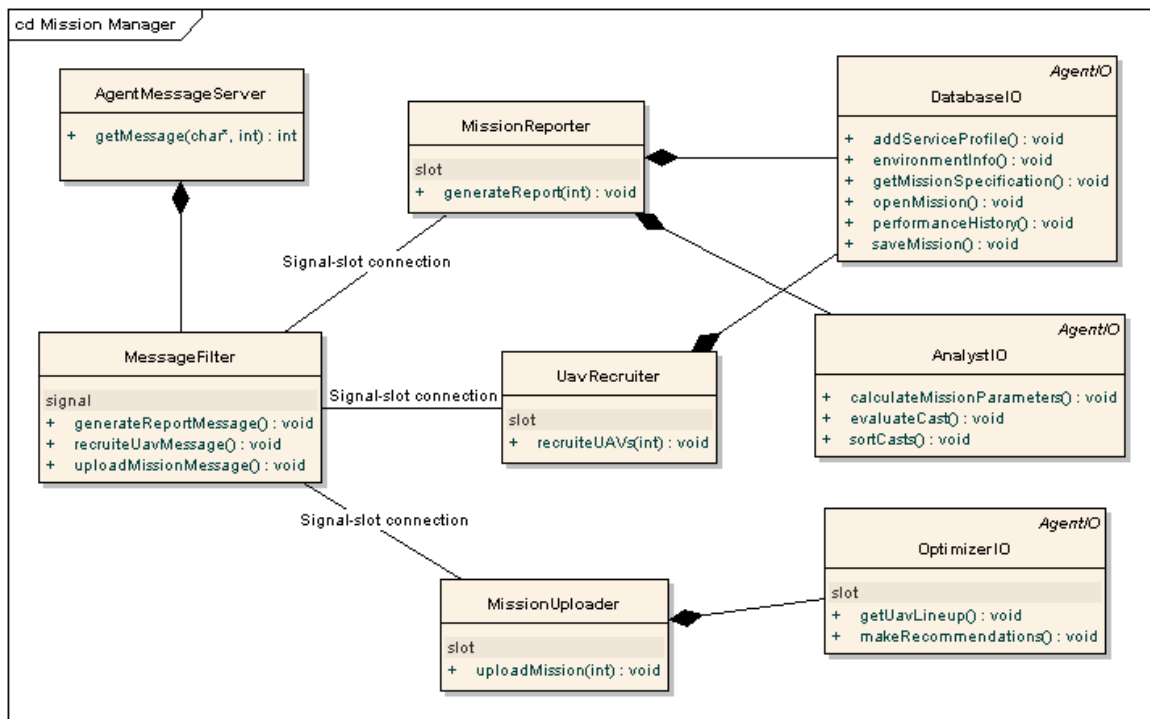 cd Mission Manager
AgentMessageServer
+ getMessage(char*, int) : int
MissionReporter
slot
+ generateReport(int) : void
AgentIO
DatabaseIO
+ addServiceProfile() : void
+ environmentInfo() : void
+ getMissionSpecification() : void
+ openMission() : void
+ performanceHistory() : void
+ saveMission() : void
Signal-slot connection
MessageFilter
signal
+ generateReportMessage() : void
+ recruiteUavMessage() : void
+ uploadMissionMessage() : void
Signal-slot connection
UavRecruiter
slot
+ recruiteUAVs(int) : void
AgentIO
AnalystIO
+ calculateMissionParameters() : void
+ evaluateCast() : void
+ sortCasts() : void
Signal-slot connection
MissionUploader
slot
+ uploadMission(int) : void
AgentIO
OptimizerIO
slot
+ getUavLineup() : void
+ makeRecommendations() : void